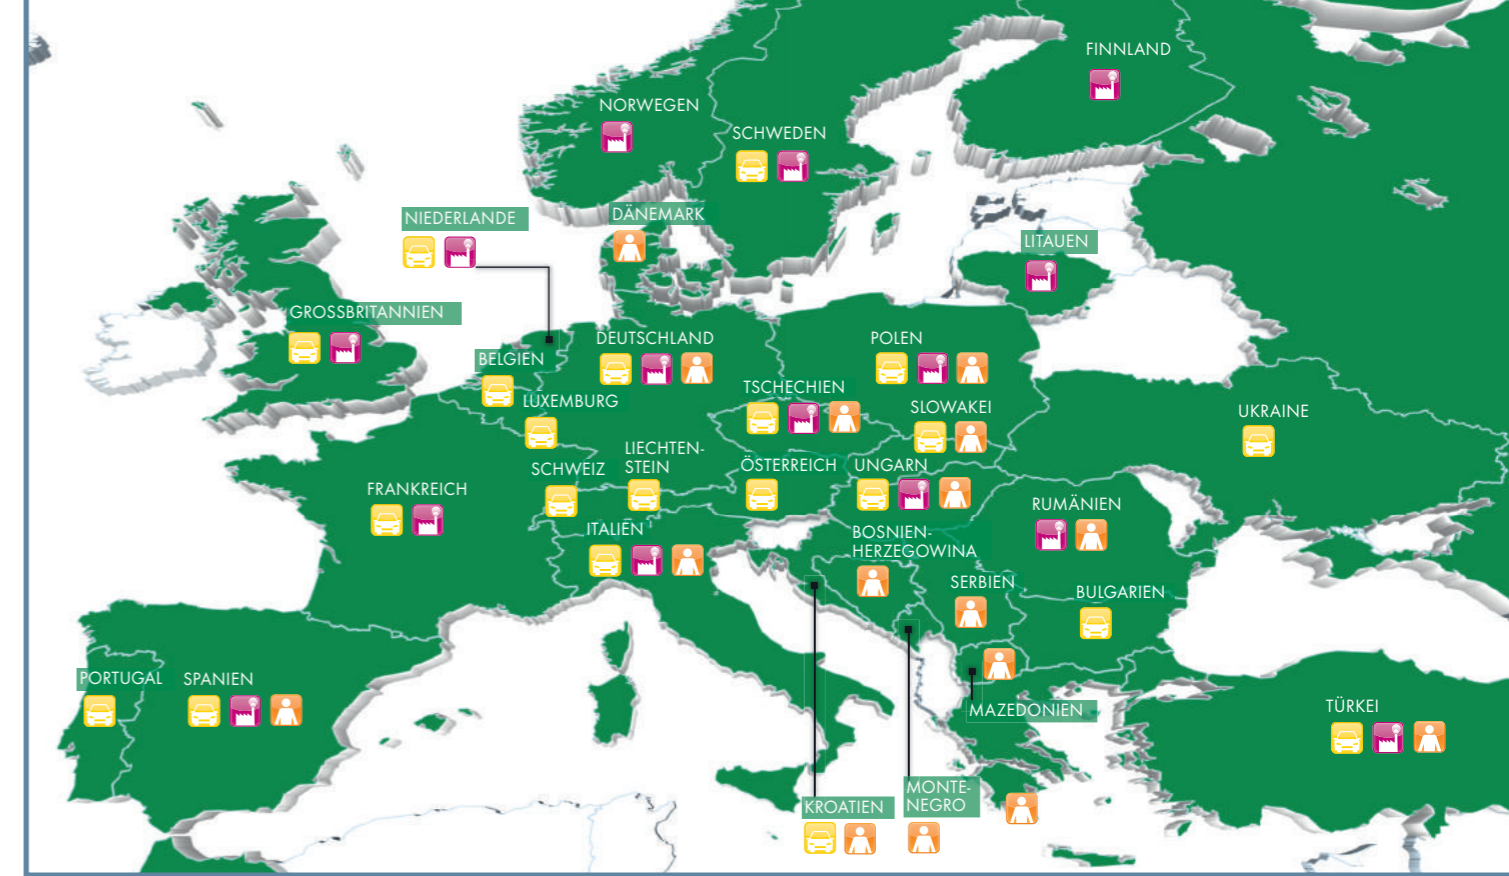 FINNLAND
NORWEGEN
SCHWEDEN
NIEDERLANDE
DÄNEMARK
LITAUEN
GROSSBRITANNIEN
DEUTSCHLAND
POLEN
BELGIEN
TSCHECHIEN
LUXEMBURG
SLOWAKEI
UKRAINE
LIECHTEN-
STEIN
SCHWEIZ
ÖSTERREICH
UNGARN
FRANKREICH
RUMÄNIEN
ITALIEN
BOSNIEN-
HERZEGOWINA
SERBIEN
BULGARIEN
PORTUGAL
SPANIEN
MAZEDONIEN
TÜRKEI
KROATIEN
MONTE-
NEGRO